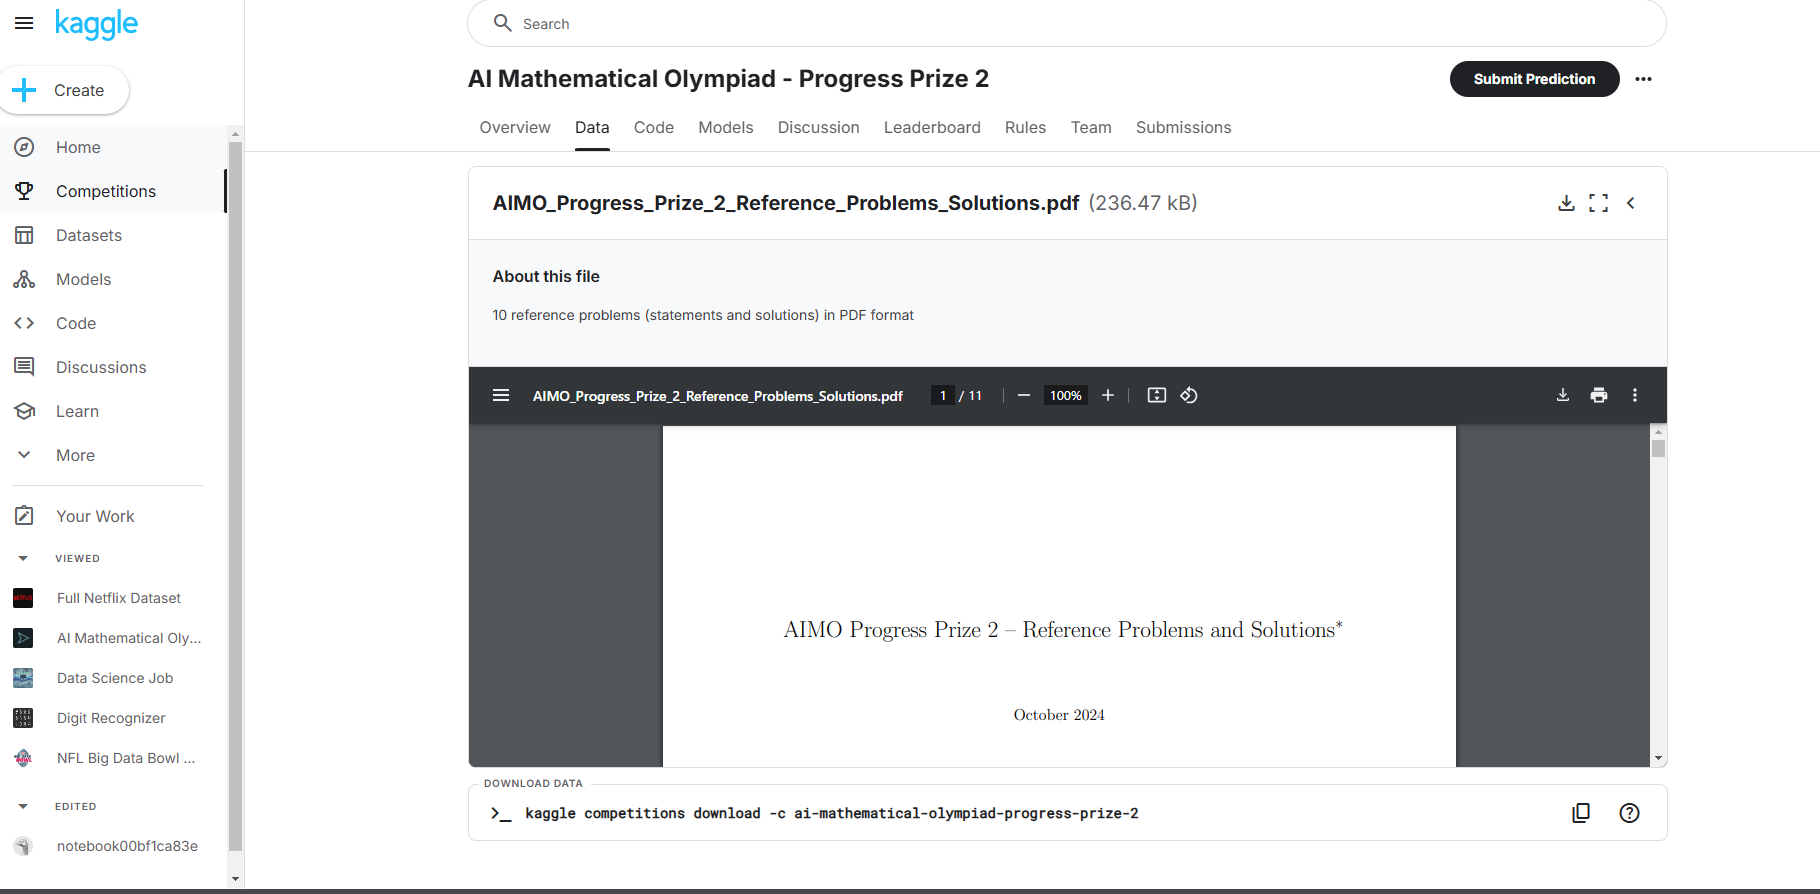 kaggle
Search
Create
AI Mathematical Olympiad - Progress Prize 2
Submit Prediction
Overview Data Code Models Discussion Leaderboard Rules Team Submissions
Home
Competitions
Datasets
Models
Code
Discussions
Learn
More
Your Work
VIEWED
Full Netflix Dataset
AI Mathematical Oly...
Data Science Job
Digit Recognizer
NFL Big Data Bowl ...
EDITED
notebook00bf1ca83e
AIMO_Progress_Prize_2_Reference_Problems_Solutions.pdf (236.47 kB)
About this file
10 reference problems (statements and solutions) in PDF format
AIMO_Progress_Prize_2_Reference_Problems_Solutions.pdf 1 / 11 100%
AIMO Progress Prize 2 – Reference Problems and Solutions*
October 2024
DOWNLOAD DATA
kaggle competitions download -c ai-mathematical-olympiad-progress-prize-2